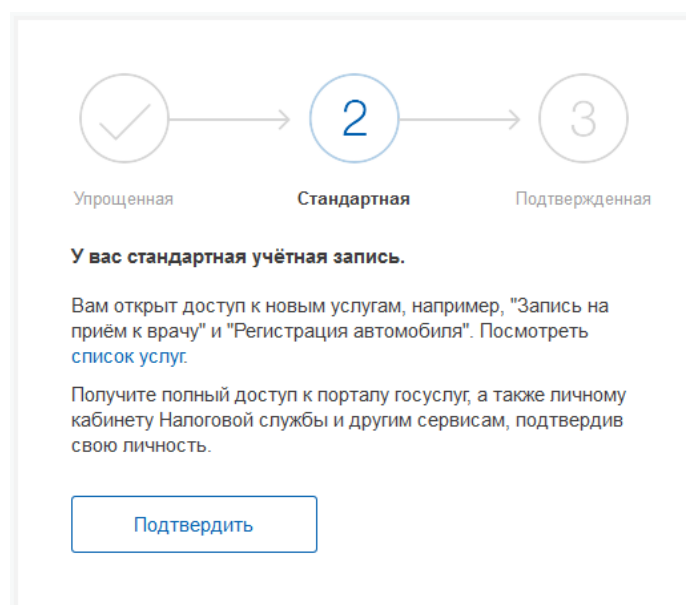 2
3
Упрощенная
Стандартная
Подтвержденная
У вас стандартная учётная запись.
Вам открыт доступ к новым услугам, например, "Запись на
приём к врачу" и "Регистрация автомобиля". Посмотреть
список услуг.
Получите полный доступ к порталу госуслуг, а также личному
кабинету Налоговой службы и другим сервисам, подтвердив
свою личность.
Подтвердить